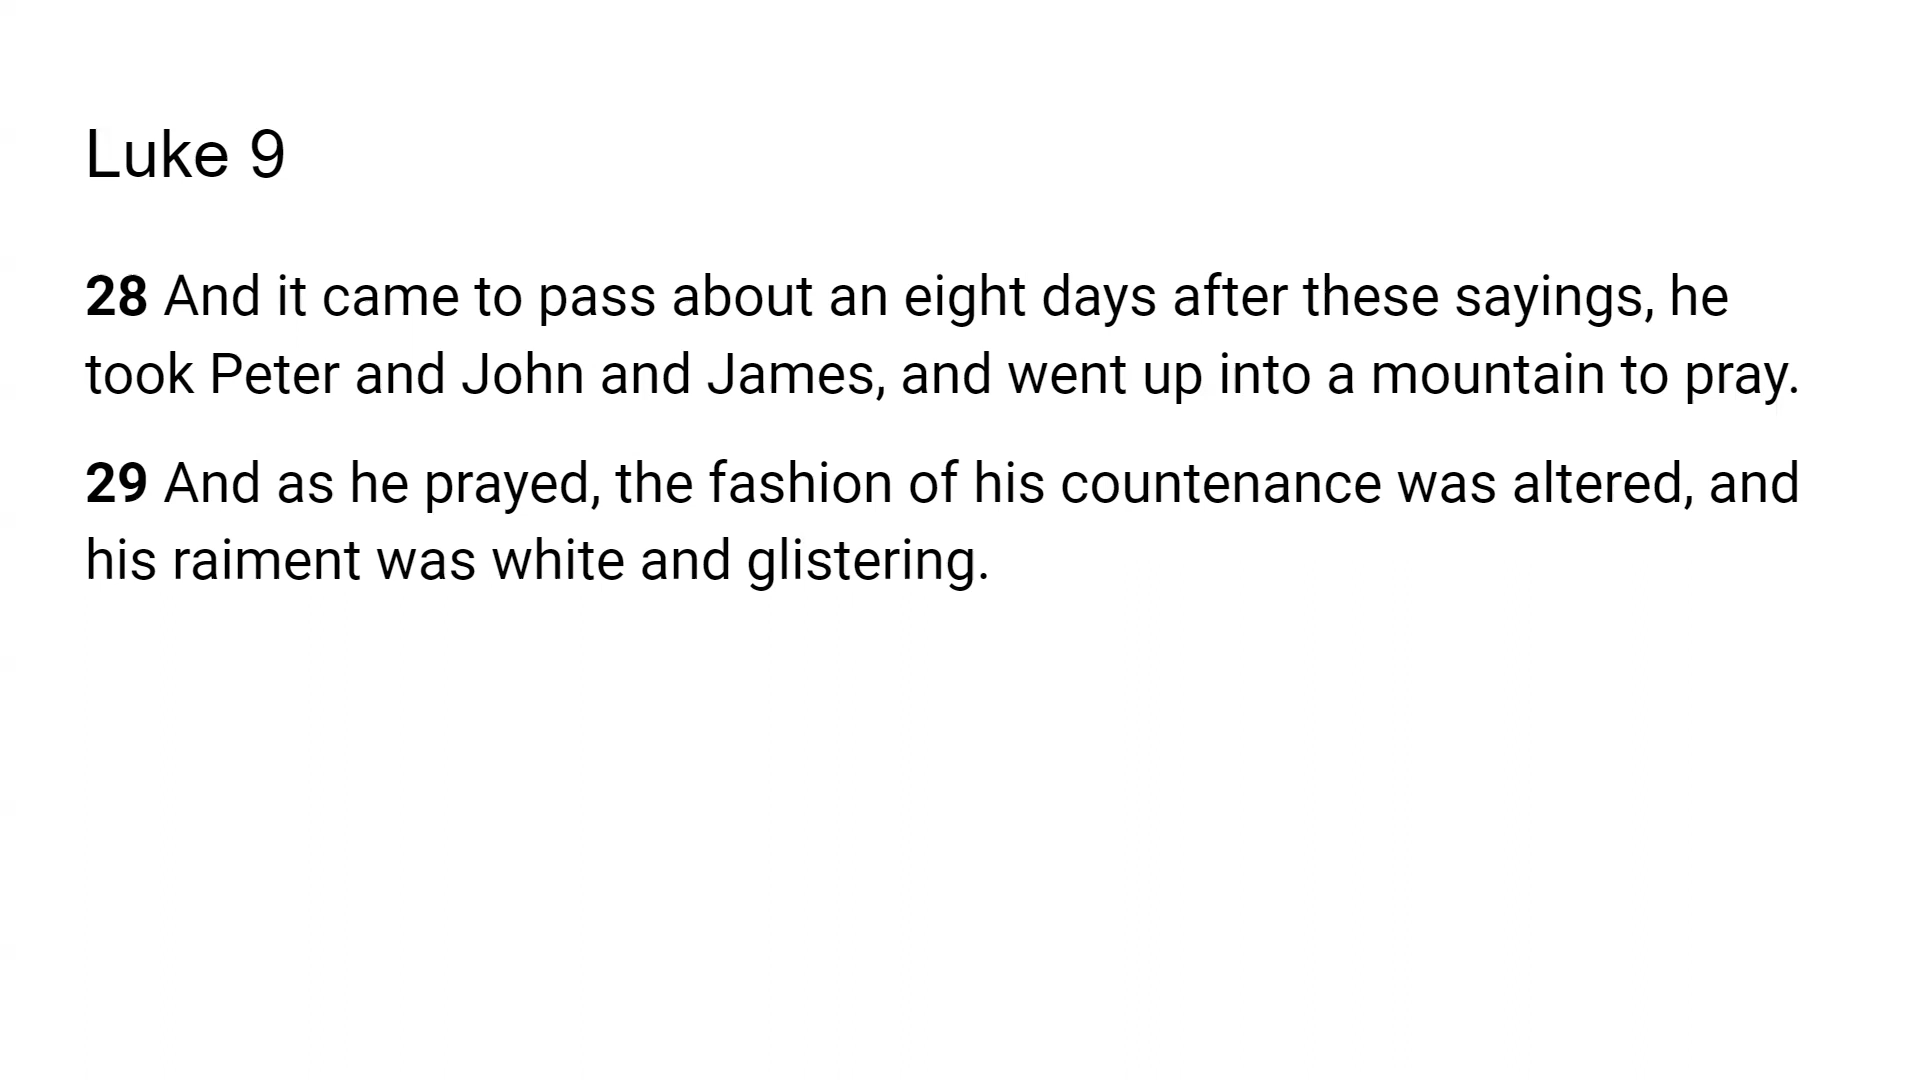 Luke 9
28 And it came to pass about an eight days after these sayings, he
took Peter and John and James, and went up into a mountain to pray.
29 And as he prayed, the fashion of his countenance was altered, and
his raiment was white and glistering.